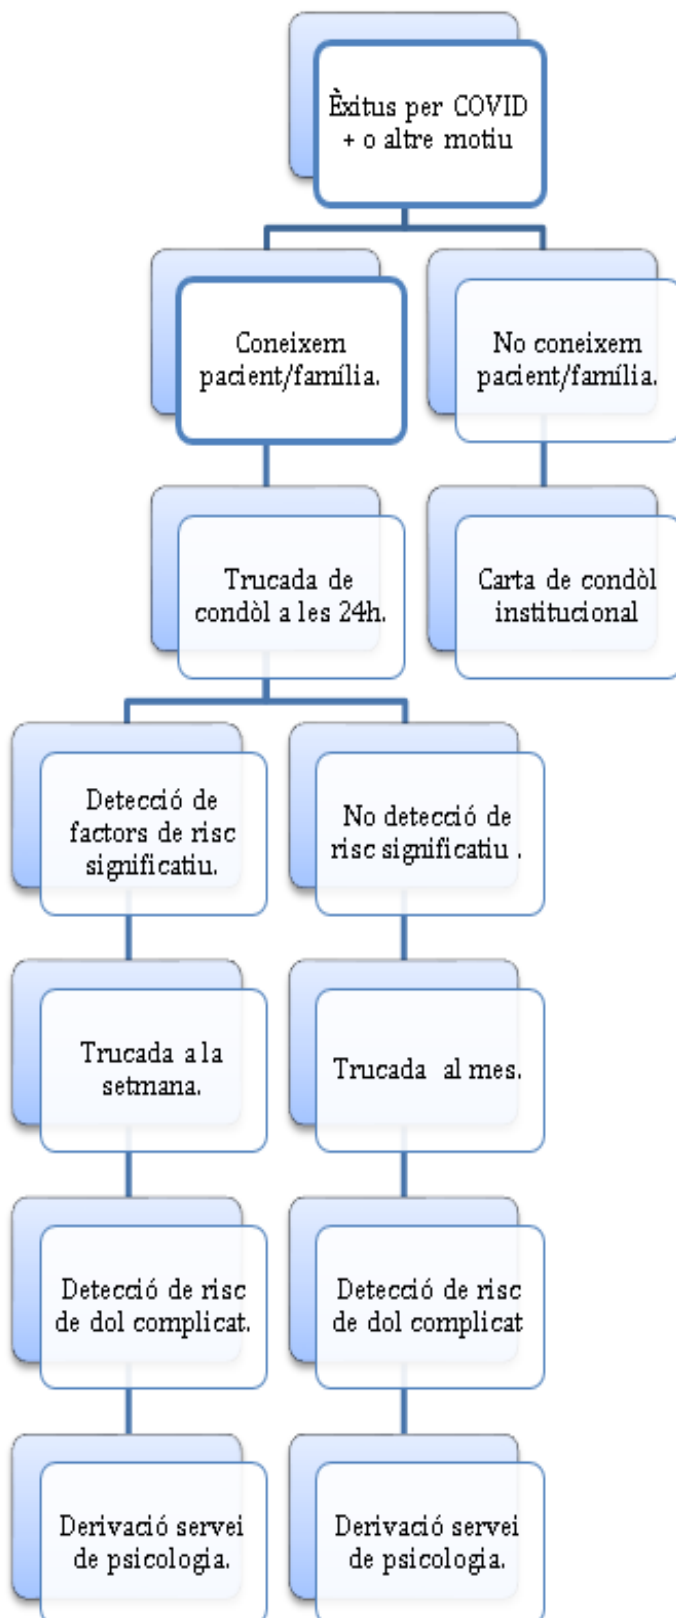 Èxitus per COVID
+ o altre motiu
Coneixem
pacient/família.
No coneixem
pacient/família.
Trucada de
condòl a les 24h.
Carta de condòl
institucional
Detecció de
factors de risc
significatiu.
No detecció de
risc significatiu .
Trucada a la
setmana.
Trucada al mes.
Detecció de risc
de dol complicat.
Detecció de risc
de dol complicat
Derivació servei
de psicologia.
Derivació servei
de psicologia.